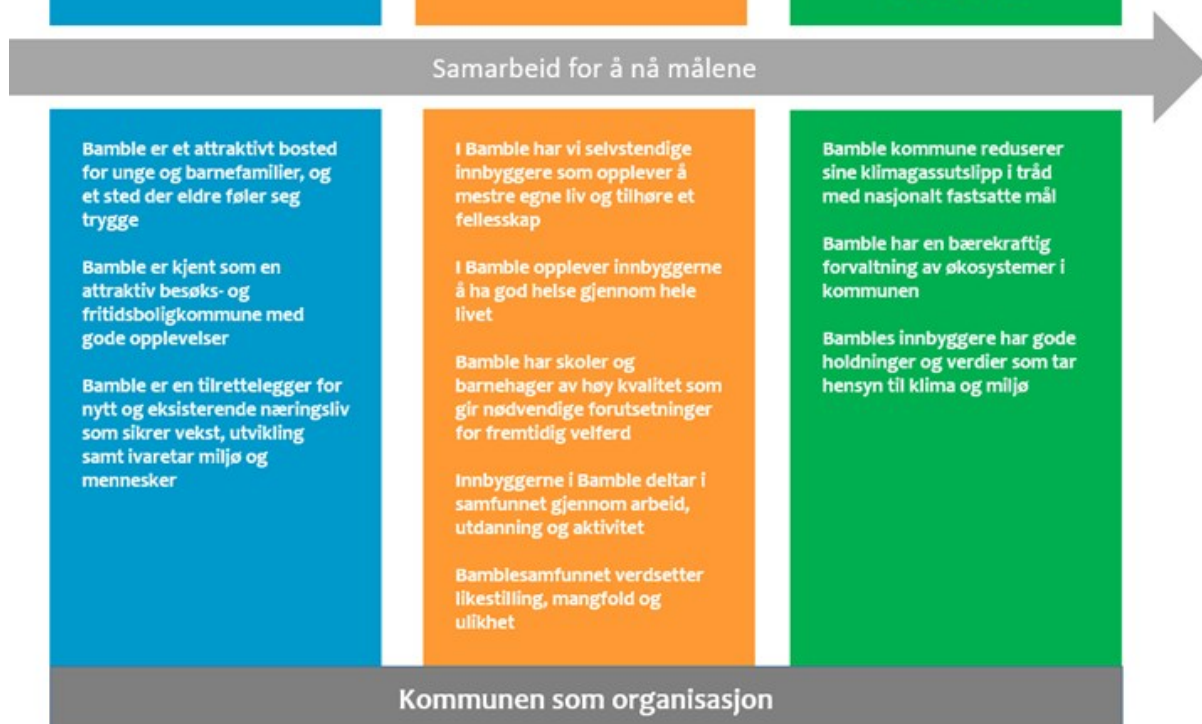 Samarbeid for å nå målene
Bamble er et attraktivt bosted
for unge og barnefamilier, og
et sted der eldre føler seg
trygge
Bamble er kjent som en
attraktiv besøks- og
fritidsboligkommune med
gode opplevelser
Bamble er en tilrettelegger for
nytt og eksisterende næringsliv
som sikrer vekst, utvikling
samt ivaretar miljø og
mennesker
I Bamble har vi selvstendige
innbyggere som opplever å
mestre egne liv og tilhøre et
fellesskap
I Bamble opplever innbyggerne
å ha god helse gjennom hele
livet
Bamble har skoler og
barnehager av høy kvalitet som
gir nødvendige forutsetninger
for fremtidig velferd
Innbyggerne i Bamble deltar i
samfunnet gjennom arbeid,
utdanning og aktivitet
Bamblesamfunnet verdsetter
likestilling, mangfold og
ulikhet
Bamble kommune reduserer
sine klimagassutslipp i tråd
med nasjonalt fastsatte mål
Bamble har en bærekraftig
forvaltning av økosystemer i
kommunen
Bambles innbyggere har gode
holdninger og verdier som tar
hensyn til klima og miljø
Kommunen som organisasjon